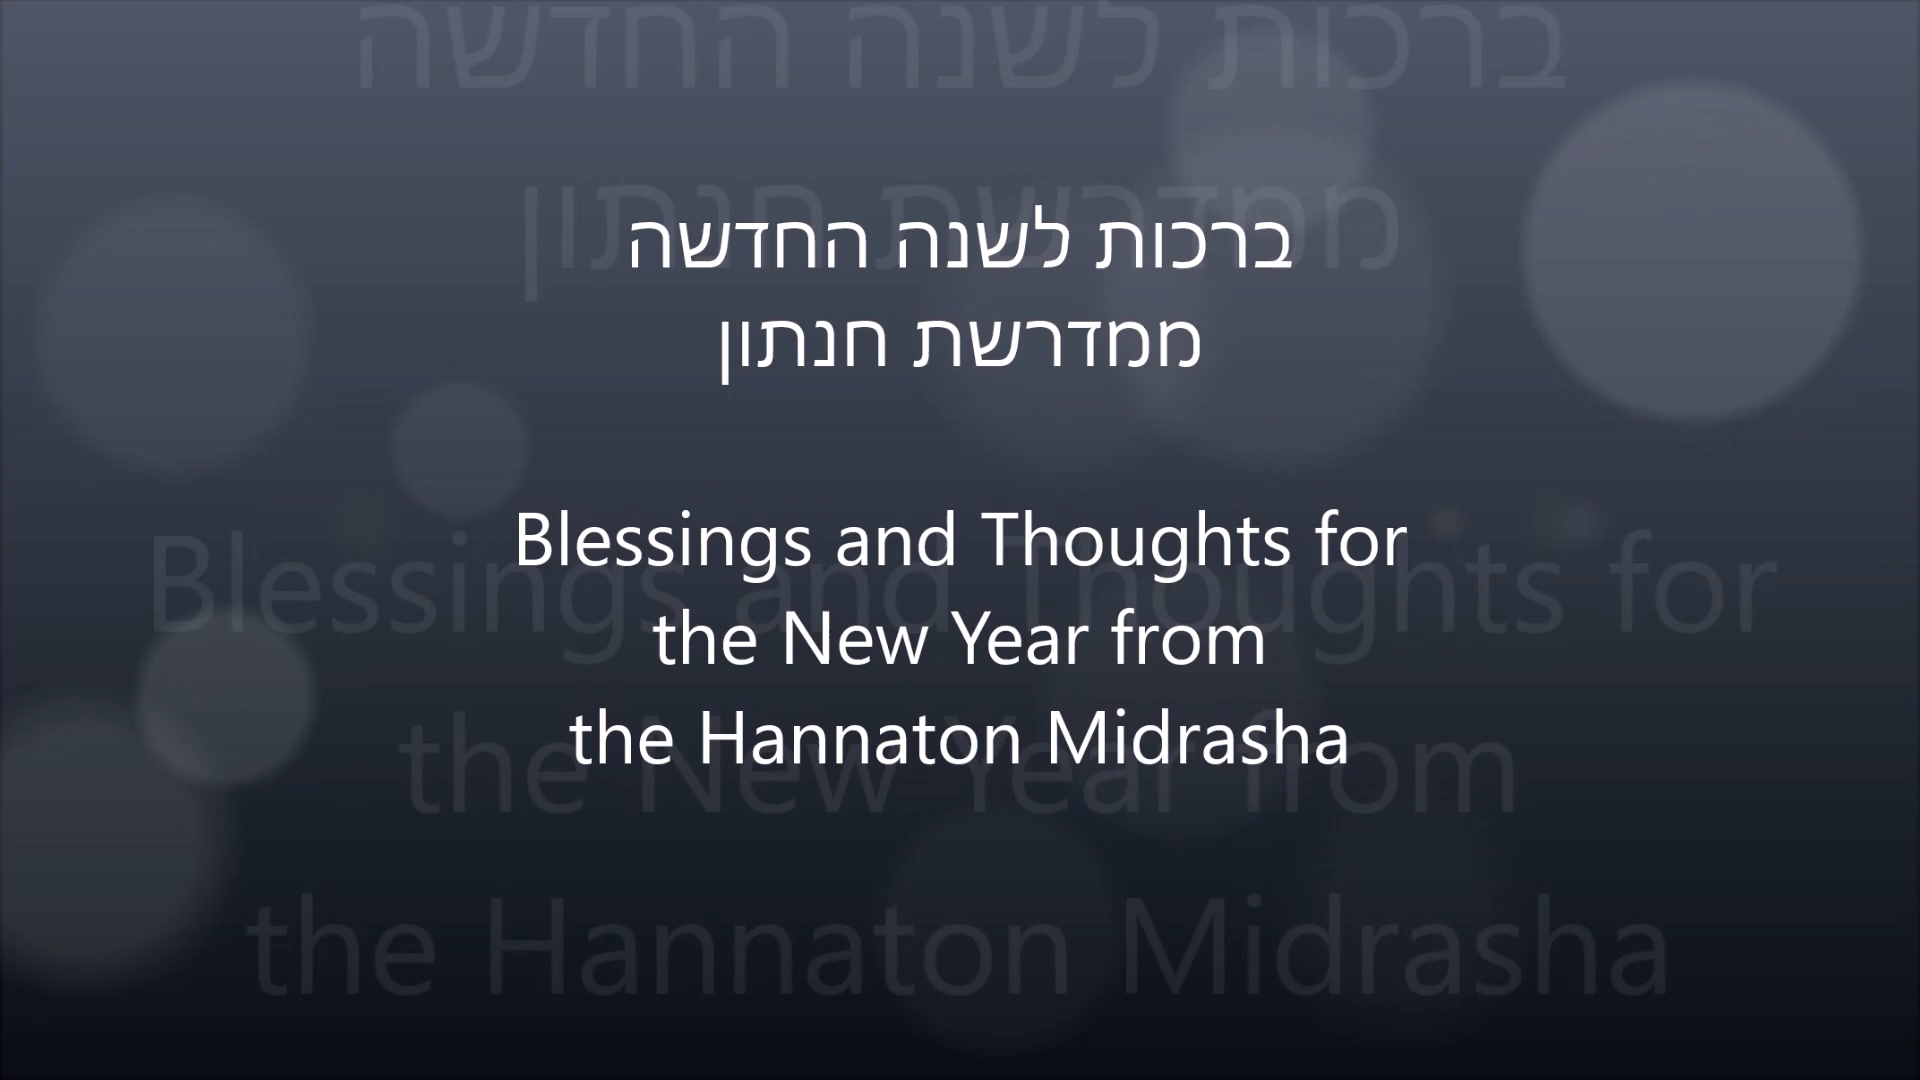 ברכות לשנה החדשה
ממדרשת חנתון
Blessings and Thoughts for
the New Year from
the Hannaton Midrasha